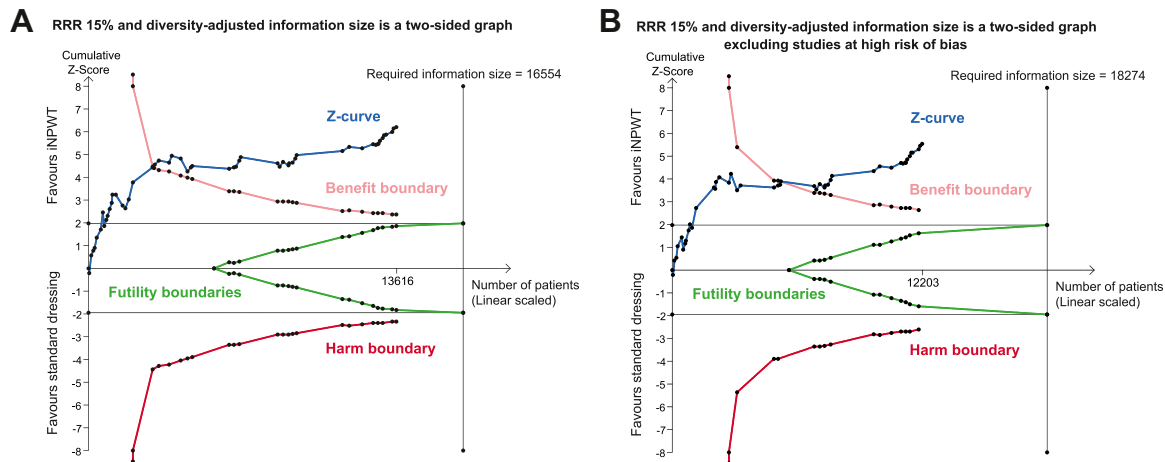 A
RRR 15% and diversity-adjusted information size is a two-sided graph
Cumulative
Z-Score
Required information size = 16554
8
7
6
5
4
3
2
1
-1
-2
-3
-4
-5
-6
-7
-8
Favours iNPWT
Favours standard dressing
Z-curve
Benefit boundary
Futility boundaries
Harm boundary
13616
Number of patients
(Linear scaled)
B
RRR 15% and diversity-adjusted information size is a two-sided graph
excluding studies at high risk of bias
Cumulative
Z-Score
Required information size = 18274
8
7
6
5
4
3
2
1
-1
-2
-3
-4
-5
-6
-7
-8
Favours iNPWT
Favours standard dressing
Z-curve
Benefit boundary
Futility boundaries
Harm boundary
12203
Number of patients
(Linear scaled)